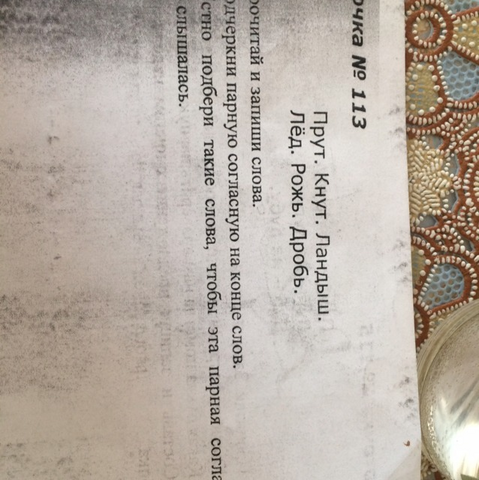 очка № 113
Прут. Кнут. Ландыш.
Лёд. Рожь. Дробь.
рочитай и запиши слова.
одчеркни парную согласную на конце слов.
стно подбери такие слова, чтобы эта парная согла
слышалась.